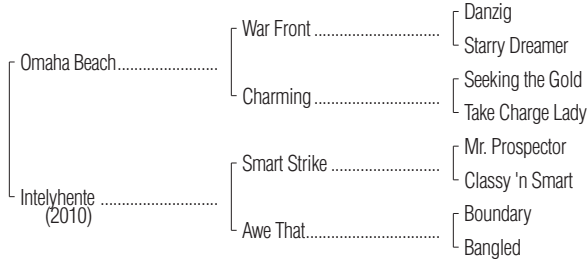 Danzig
War Front
Starry Dreamer
Omaha Beach
Seeking the Gold
Charming
Take Charge Lady
Mr. Prospector
Smart Strike
Classy 'n Smart
Intelyhente
(2010)
Boundary
Awe That
Bangled